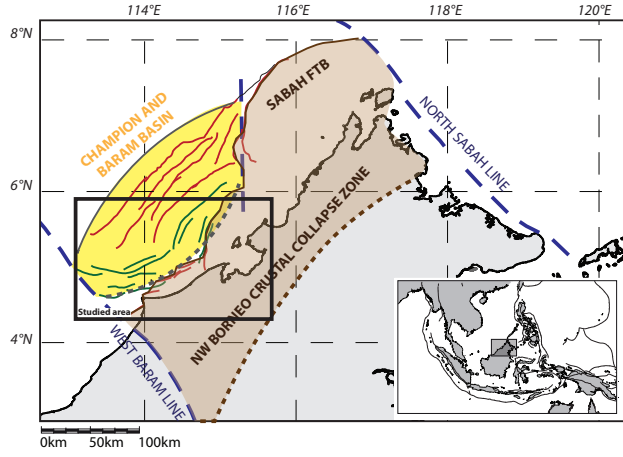 114°E 116°E 118°E 120°E
8°N
6°N
4°N
CHAMPION AND
BARAM BASIN
SABAH FTB
NORTH SABAH LINE
NW BORNEO CRUSTAL COLLAPSE ZONE
Studied area
WEST BARAM LINE
0km 50km 100km